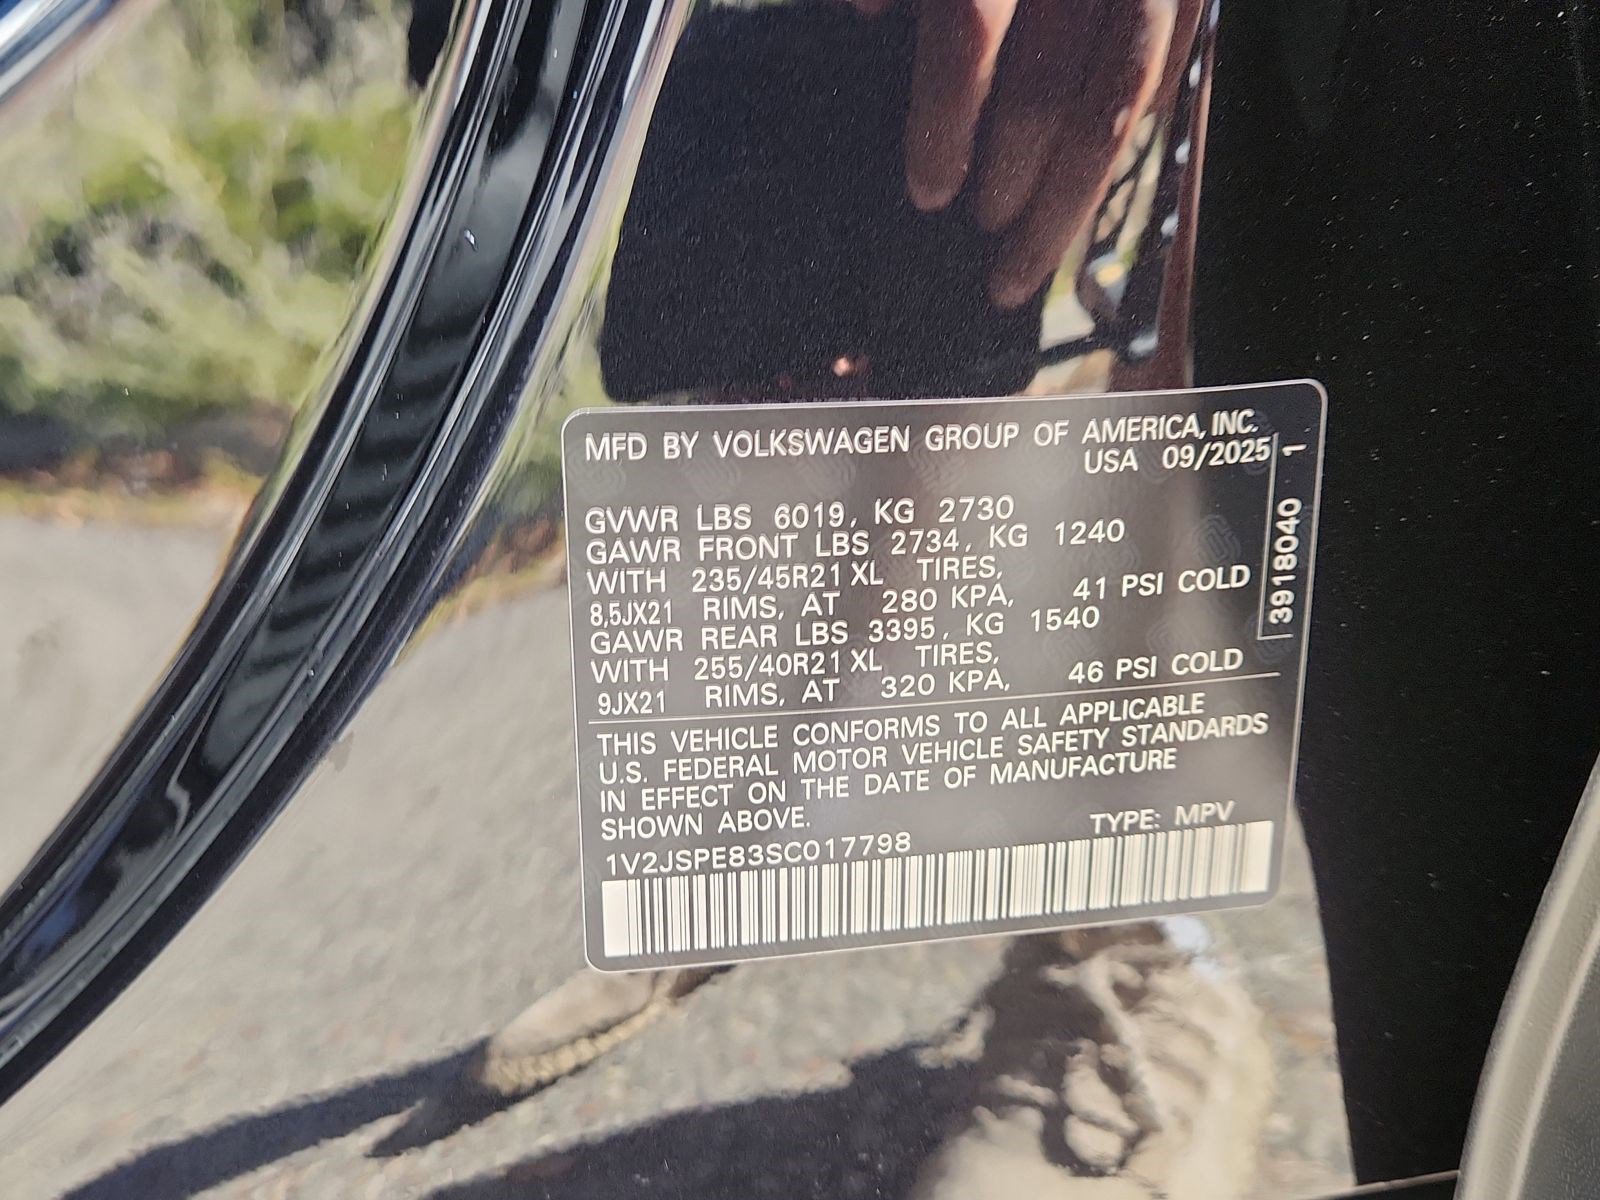 MFD BY VOLKSWAGEN GROUP OF AMERICA, INC.
USA 09/2025
GVWR LBS 6019, KG 2730
GAWR FRONT LBS 2734, KG 1240
WITH 235/45R21 XL TIRES,
8,5JX21 RIMS, AT 280 KPA, 41 PSI COLD
GAWR REAR LBS 3395, KG 1540
WITH 255/40R21 XL TIRES,
9JX21 RIMS, AT 320 KPA, 46 PSI COLD
THIS VEHICLE CONFORMS TO ALL APPLICABLE
U.S. FEDERAL MOTOR VEHICLE SAFETY STANDARDS
IN EFFECT ON THE DATE OF MANUFACTURE
SHOWN ABOVE.
TYPE: MPV
1V2JSPE83SC017798
3918040 1